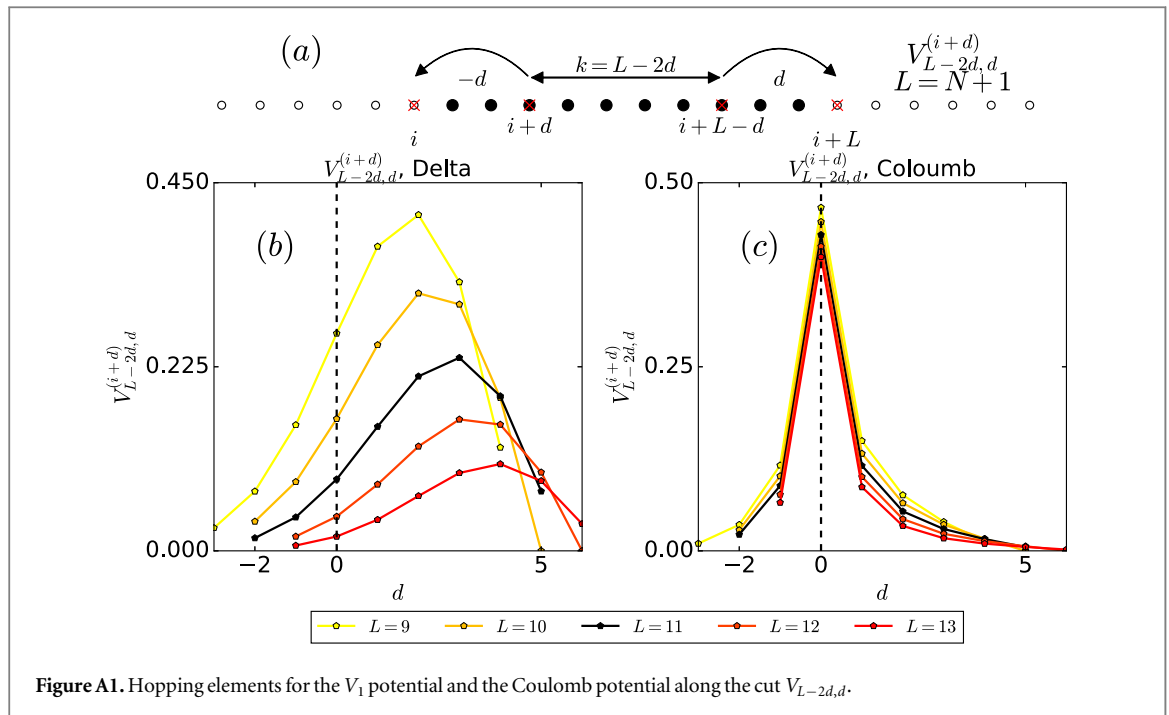 (a)
−d
k = L − 2d
d
V^{(i+d)}_{L−2d,d}
L = N + 1
i
i + d
i + L − d
i + L
V^{(i+d)}_{L−2d,d}, Delta
V^{(i+d)}_{L−2d,d}, Coloumb
0.450
0.225
0.000
V^{(i+d)}_{L−2d,d}
(b)
−2
0
5
d
0.50
0.25
0.00
V^{(i+d)}_{L−2d,d}
(c)
−2
0
5
d
L = 9 L = 10 L = 11 L = 12 L = 13
Figure A1. Hopping elements for the V₁ potential and the Coulomb potential along the cut V_{L−2d,d}.